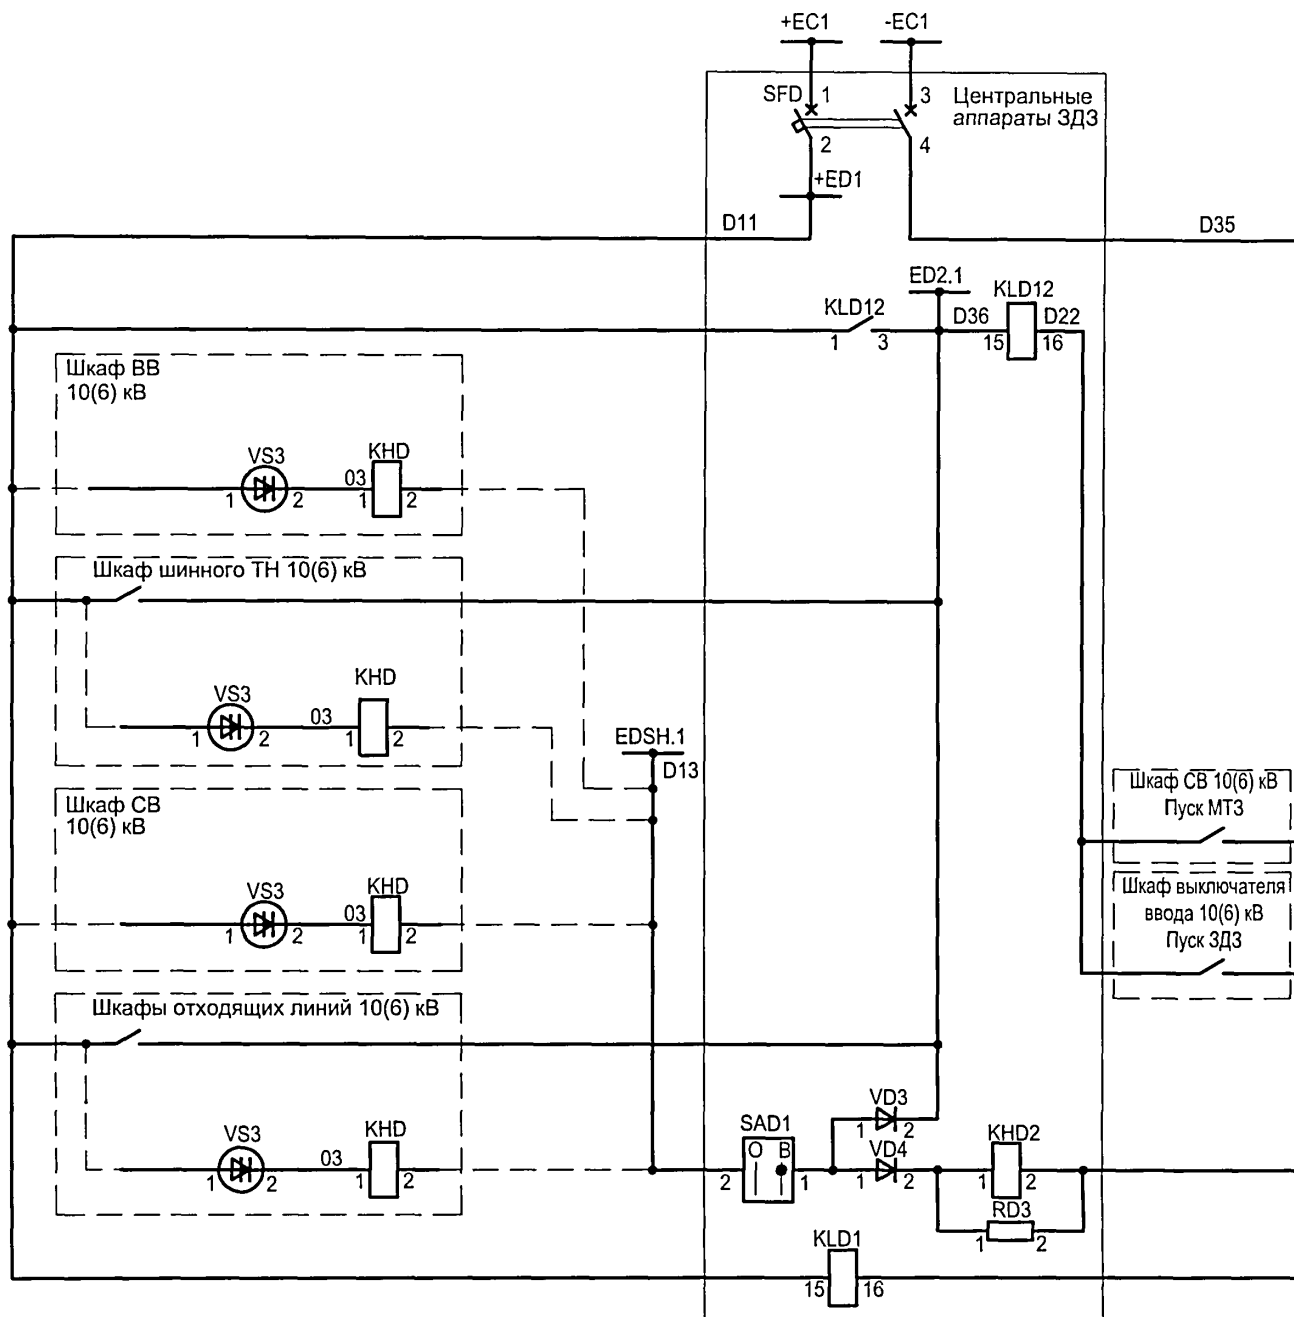 +EC1
-EC1
SFD
1
3
Центральные
аппараты ЗДЗ
2
4
+ED1
D11
D35
ED2.1
KLD12
KLD12
D36
D22
1
3
15
16
Шкаф ВВ
10(6) кВ
VS3
KHD
03
1
2
1
2
Шкаф шинного ТН 10(6) кВ
VS3
KHD
03
1
2
1
2
EDSH.1
D13
Шкаф СВ
10(6) кВ
VS3
KHD
03
1
2
1
2
Шкаф СВ 10(6) кВ
Пуск МТЗ
Шкаф выключателя
ввода 10(6) кВ
Пуск ЗДЗ
Шкафы отходящих линий 10(6) кВ
VS3
KHD
03
1
2
1
2
SAD1
O
B
2
1
VD3
1
2
VD4
1
2
KHD2
1
2
RD3
1
2
KLD1
15
16